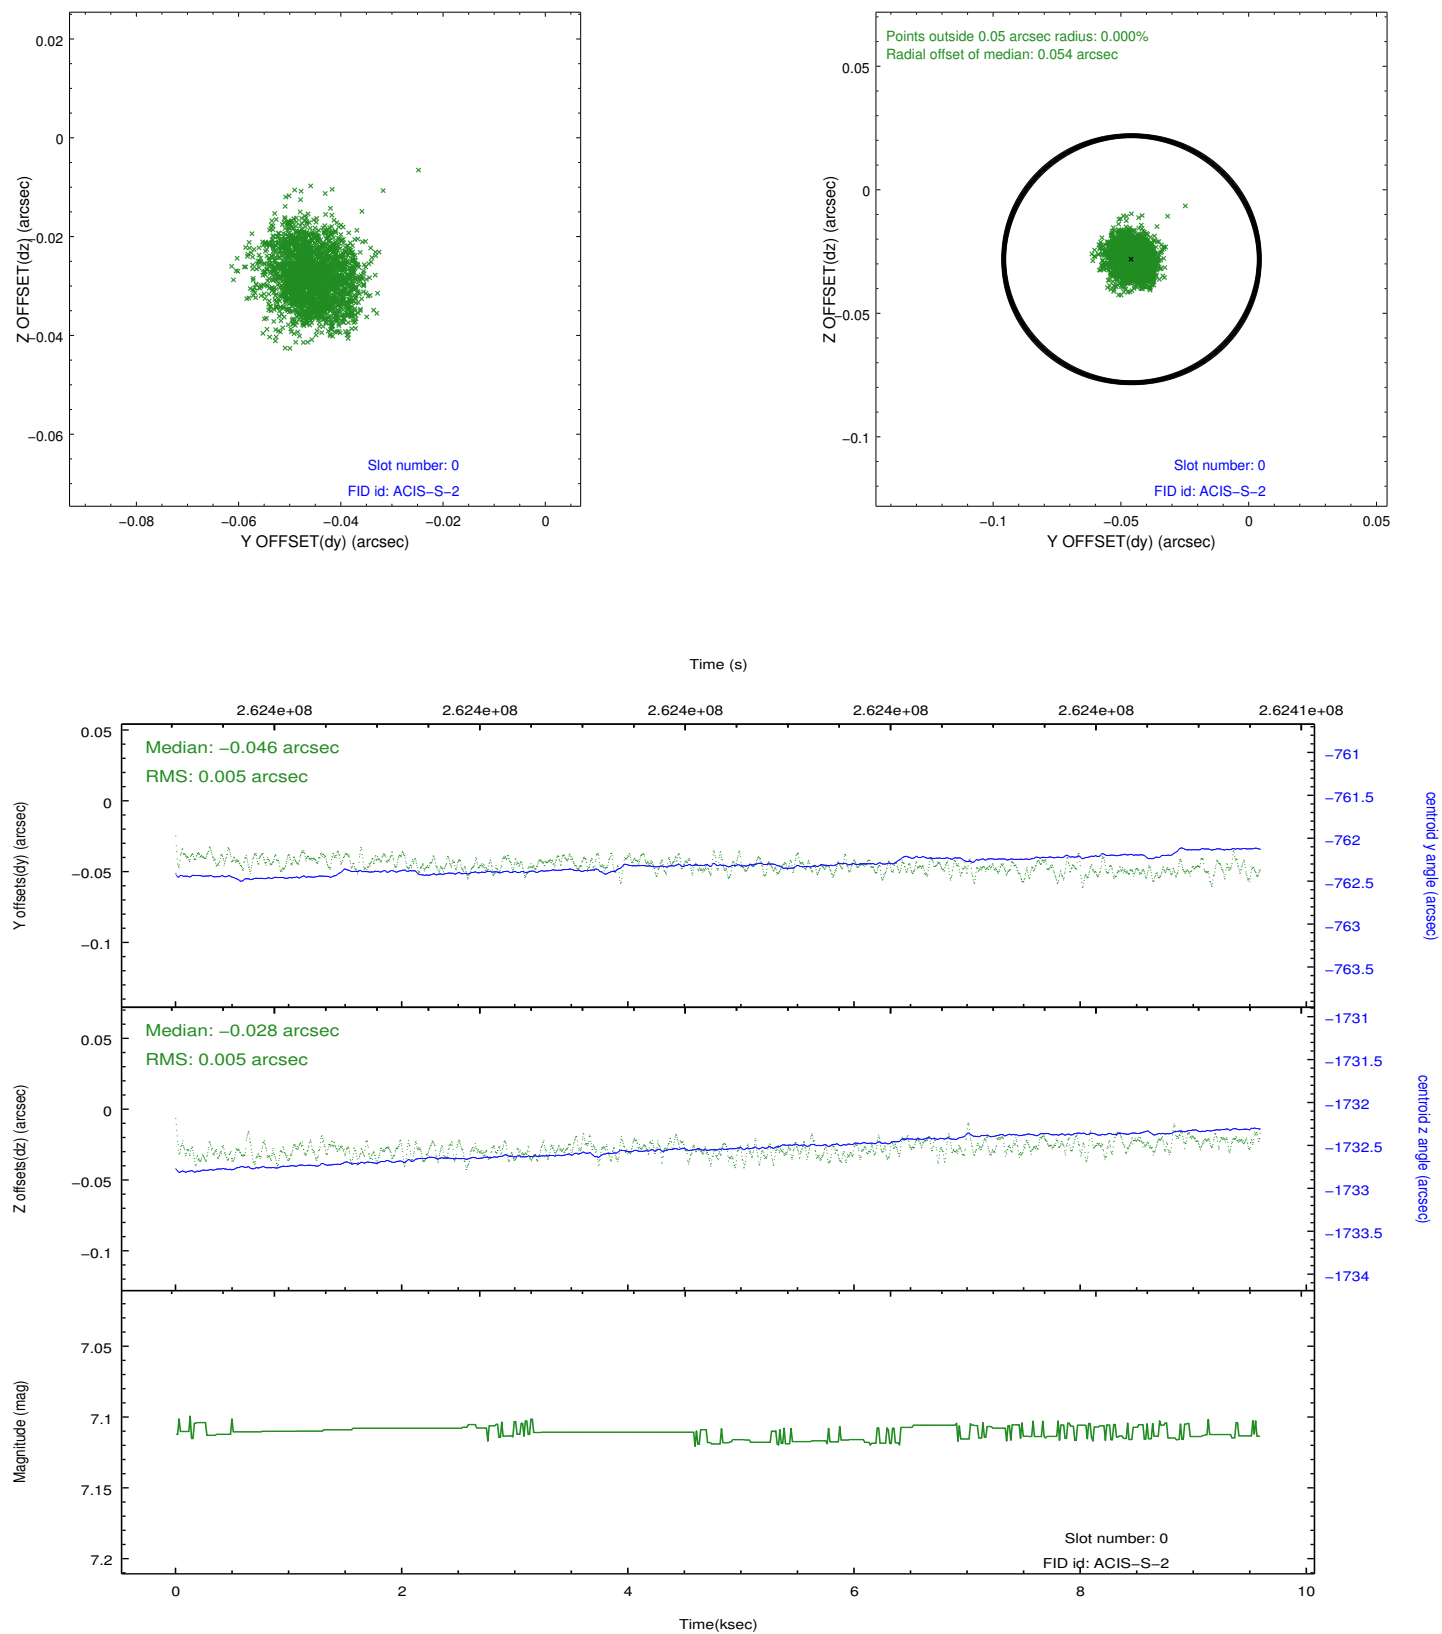 0.02
0
−0.02
−0.04
−0.06
Z OFFSET(dz) (arcsec)
Slot number: 0
FID id: ACIS−S−2
−0.08 −0.06 −0.04 −0.02 0
Y OFFSET(dy) (arcsec)
Points outside 0.05 arcsec radius: 0.000%
Radial offset of median: 0.054 arcsec
0.05
0
−0.05
−0.1
Z OFFSET(dz) (arcsec)
Slot number: 0
FID id: ACIS−S−2
−0.1 −0.05 0 0.05
Y OFFSET(dy) (arcsec)
Time (s)
2.624e+08 2.624e+08 2.624e+08 2.624e+08 2.624e+08 2.6241e+08
Median: −0.046 arcsec
RMS: 0.005 arcsec
0.05
0
−0.05
−0.1
Y offsets(dy) (arcsec)
−761
−761.5
−762
−762.5
−763
−763.5
centroid y angle (arcsec)
Median: −0.028 arcsec
RMS: 0.005 arcsec
0.05
0
−0.05
−0.1
Z offsets(dz) (arcsec)
−1731
−1731.5
−1732
−1732.5
−1733
−1733.5
−1734
centroid z angle (arcsec)
7.05
7.1
7.15
7.2
Magnitude (mag)
Slot number: 0
FID id: ACIS−S−2
0 2 4 6 8 10
Time(ksec)